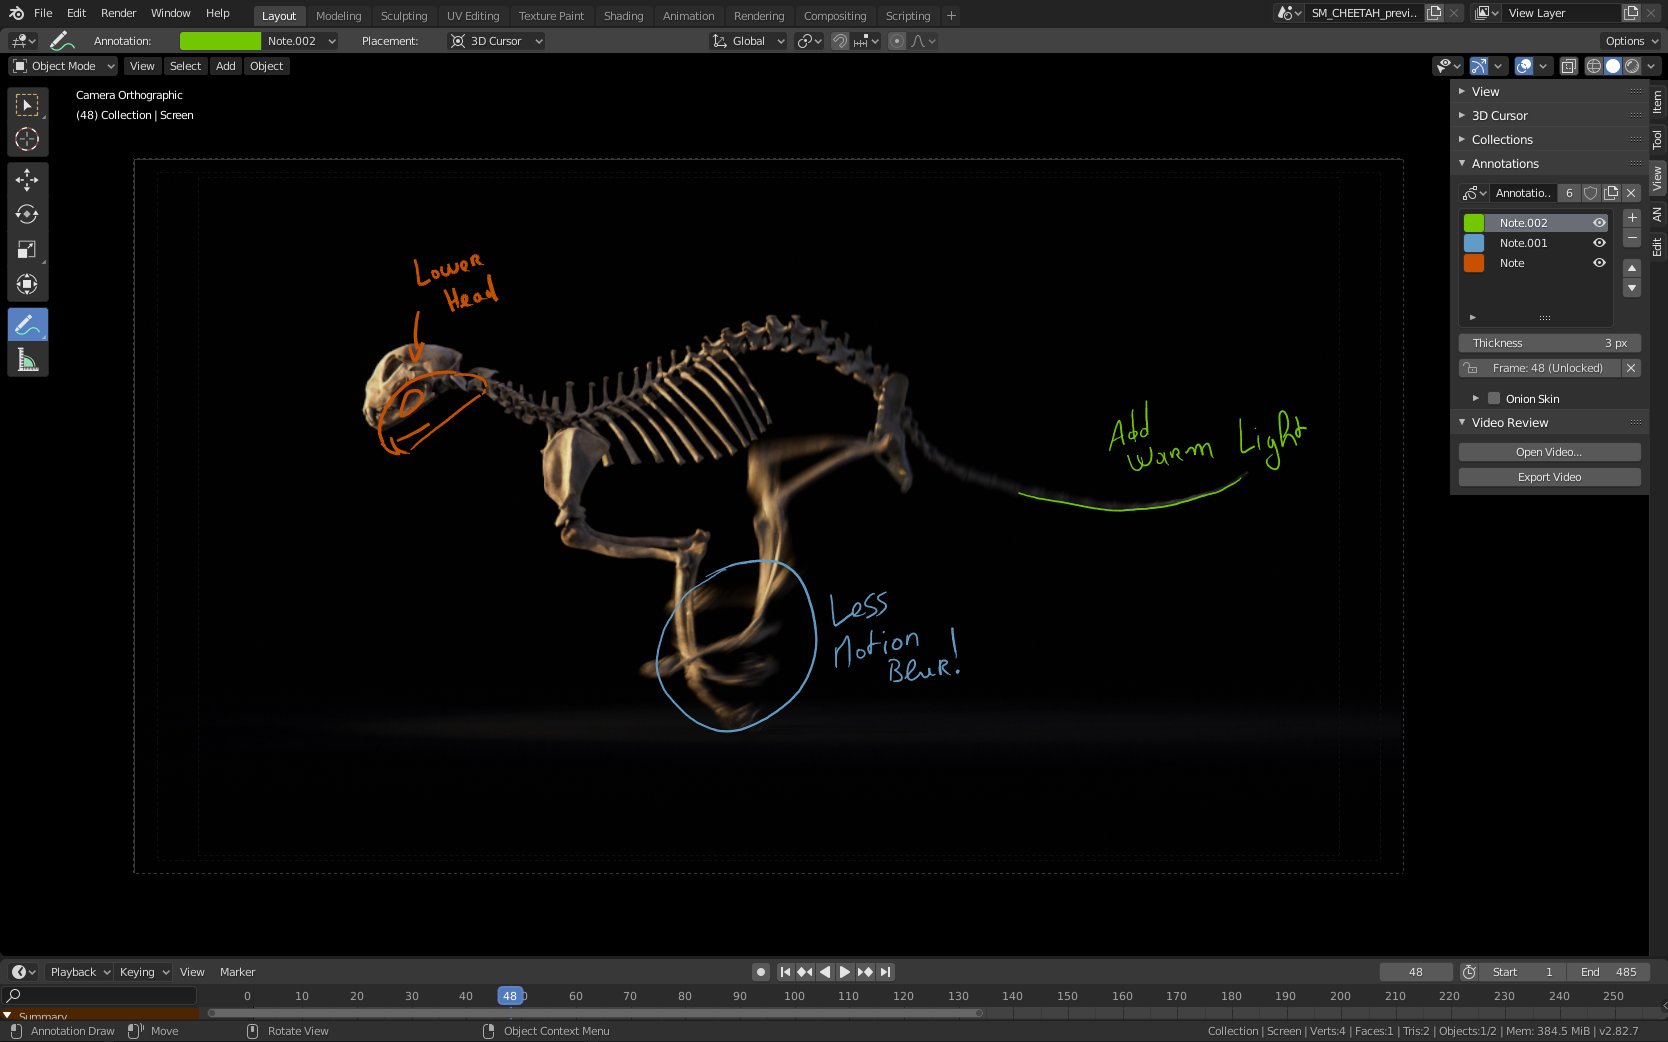 File Edit Render Window Help
Layout Modeling Sculpting UV Editing Texture Paint Shading Animation Rendering Compositing Scripting +
SM_CHEETAH_previ.. View Layer
Annotation: Note.002 Placement: 3D Cursor Global Options
Object Mode View Select Add Object
Camera Orthographic
(48) Collection | Screen
View
3D Cursor
Collections
Annotations
Annotatio.. 6
Note.002
Note.001
Note
Thickness 3 px
Frame: 48 (Unlocked)
Onion Skin
Video Review
Open Video...
Export Video
Item
Tool
View
AN
Edit
Lower
Head
Add
Warm Light
Less
Motion
Blur!
Playback Keying View Marker 48 Start 1 End 485
0 10 20 30 40 48 60 70 80 90 100 110 120 130 140 150 160 170 180 190 200 210 220 230 240 250
Summary
Annotation Draw Move Rotate View Object Context Menu Collection | Screen | Verts:4 | Faces:1 | Tris:2 | Objects:1/2 | Mem: 384.5 MiB | v2.82.7